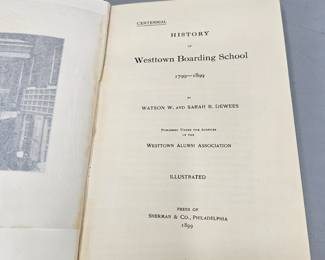 CENTENNIAL
HISTORY
OF
Westtown Boarding School
1799–1899
BY
WATSON W. AND SARAH B. DEWEES
PUBLISHED UNDER THE AUSPICES
OF THE
WESTTOWN ALUMNI ASSOCIATION
ILLUSTRATED
PRESS OF
SHERMAN & CO., PHILADELPHIA
1899